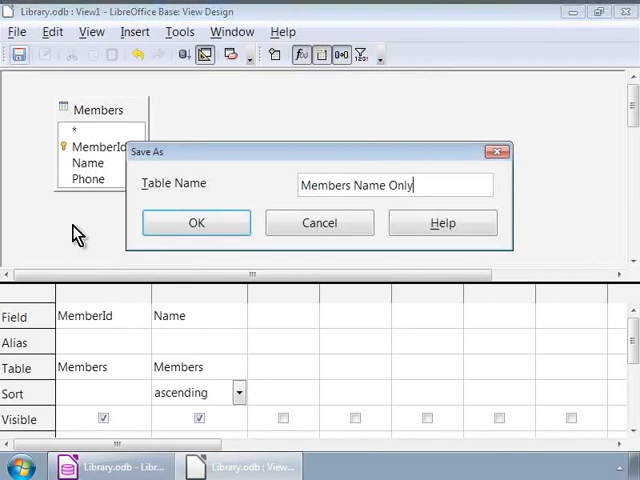 Library.odb : View1 - LibreOffice Base: View Design
File Edit View Insert Tools Window Help
Members
*
MemberId
Name
Phone
Save As
Table Name
Members Name Only
OK Cancel Help
Field MemberId Name
Alias
Table Members Members
Sort ascending
Visible
Library.odb - Libr...
Library.odb : View...